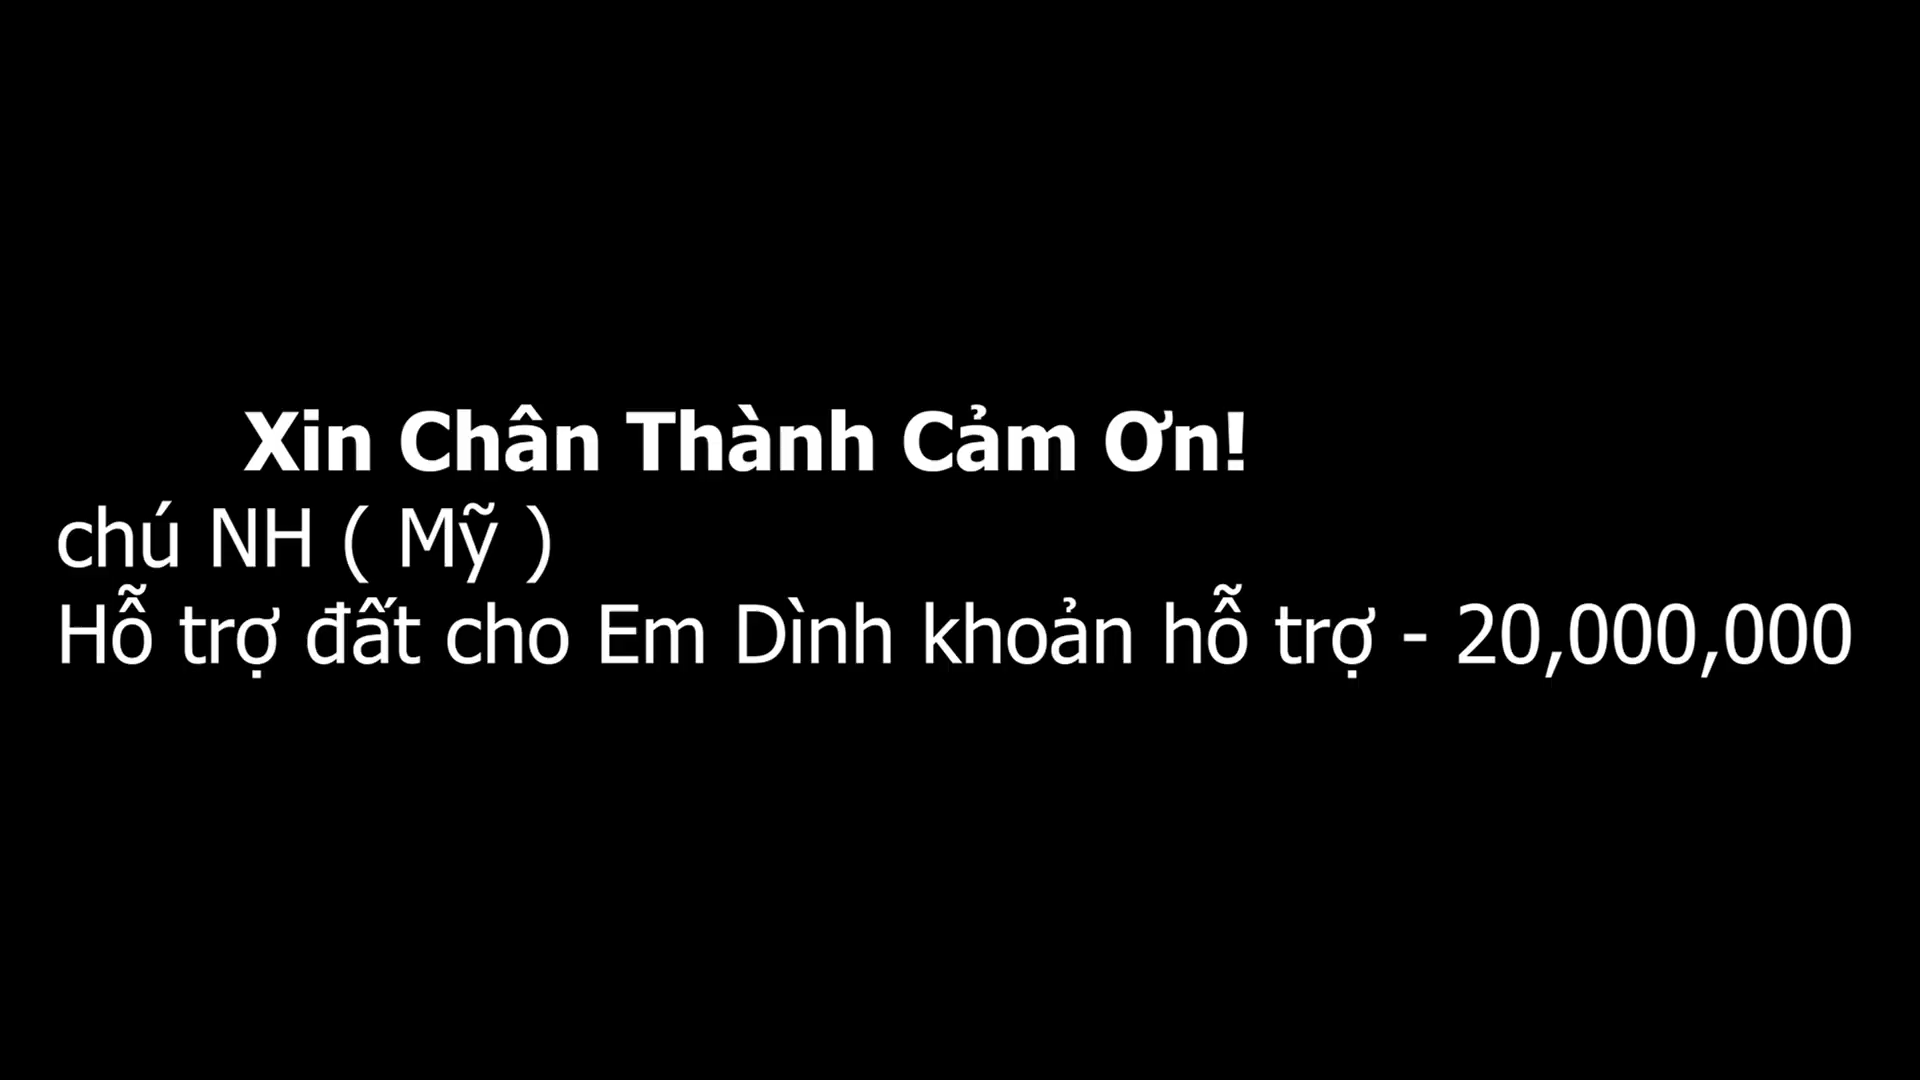 Xin Chân Thành Cảm Ơn!
chú NH ( Mỹ )
Hỗ trợ đất cho Em Dình khoản hỗ trợ - 20,000,000